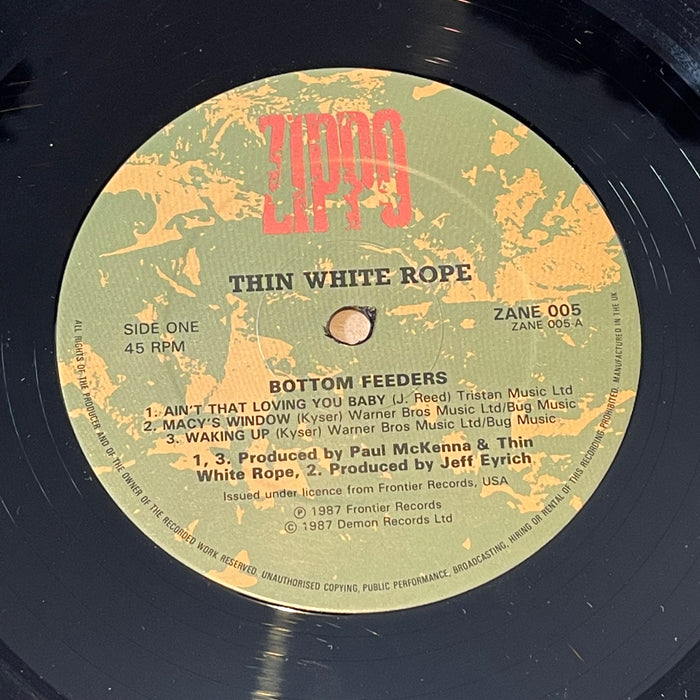 ZIPPO
THIN WHITE ROPE
SIDE ONE
45 RPM
ZANE 005
ZANE 005 A
BOTTOM FEEDERS
1. AIN'T THAT LOVING YOU BABY (J. Reed) Tristan Music Ltd
2. MACY'S WINDOW (Kyser) Warner Bros Music Ltd/Bug Music
3. WAKING UP (Kyser) Warner Bros Music Ltd/Bug Music
1, 3. Produced by Paul McKenna & Thin
White Rope, 2. Produced by Jeff Eyrich
Issued under licence from Frontier Records, USA
Ⓟ 1987 Frontier Records
© 1987 Demon Records Ltd
ALL RIGHTS OF THE PRODUCER AND OF THE OWNER OF THE RECORDED WORK RESERVED. UNAUTHORISED COPYING, PUBLIC PERFORMANCE, BROADCASTING, HIRING OR RENTAL OF THIS RECORDING PROHIBITED. MANUFACTURED IN THE UK